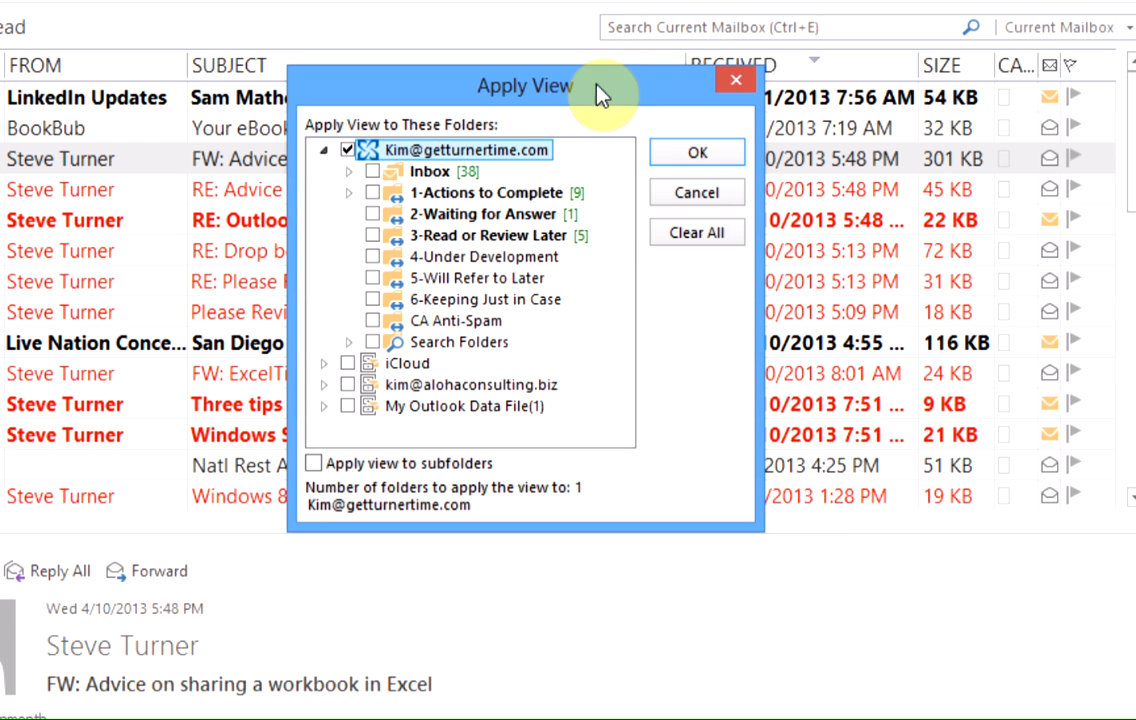 ead
Search Current Mailbox (Ctrl+E)
Current Mailbox
FROM SUBJECT RECEIVED SIZE CA...
LinkedIn Updates Sam Mathe 1/2013 7:56 AM 54 KB
BookBub Your eBook /2013 7:19 AM 32 KB
Steve Turner FW: Advice 0/2013 5:48 PM 301 KB
Steve Turner RE: Advice 0/2013 5:48 PM 45 KB
Steve Turner RE: Outloo 0/2013 5:48 ... 22 KB
Steve Turner RE: Drop b 0/2013 5:13 PM 72 KB
Steve Turner RE: Please 0/2013 5:13 PM 31 KB
Steve Turner Please Revi 0/2013 5:09 PM 18 KB
Live Nation Conce... San Diego 0/2013 4:55 ... 116 KB
Steve Turner FW: ExcelTi 0/2013 8:01 AM 24 KB
Steve Turner Three tips 0/2013 7:51 ... 9 KB
Steve Turner Windows 0/2013 7:51 ... 21 KB
Natl Rest A 2013 4:25 PM 51 KB
Steve Turner Windows 8 /2013 1:28 PM 19 KB
Apply View
Apply View to These Folders:
Kim@getturnertime.com
Inbox [38]
1-Actions to Complete [9]
2-Waiting for Answer [1]
3-Read or Review Later [5]
4-Under Development
5-Will Refer to Later
6-Keeping Just in Case
CA Anti-Spam
Search Folders
iCloud
kim@alohaconsulting.biz
My Outlook Data File(1)
OK
Cancel
Clear All
Apply view to subfolders
Number of folders to apply the view to: 1
Kim@getturnertime.com
Reply All Forward
Wed 4/10/2013 5:48 PM
Steve Turner
FW: Advice on sharing a workbook in Excel